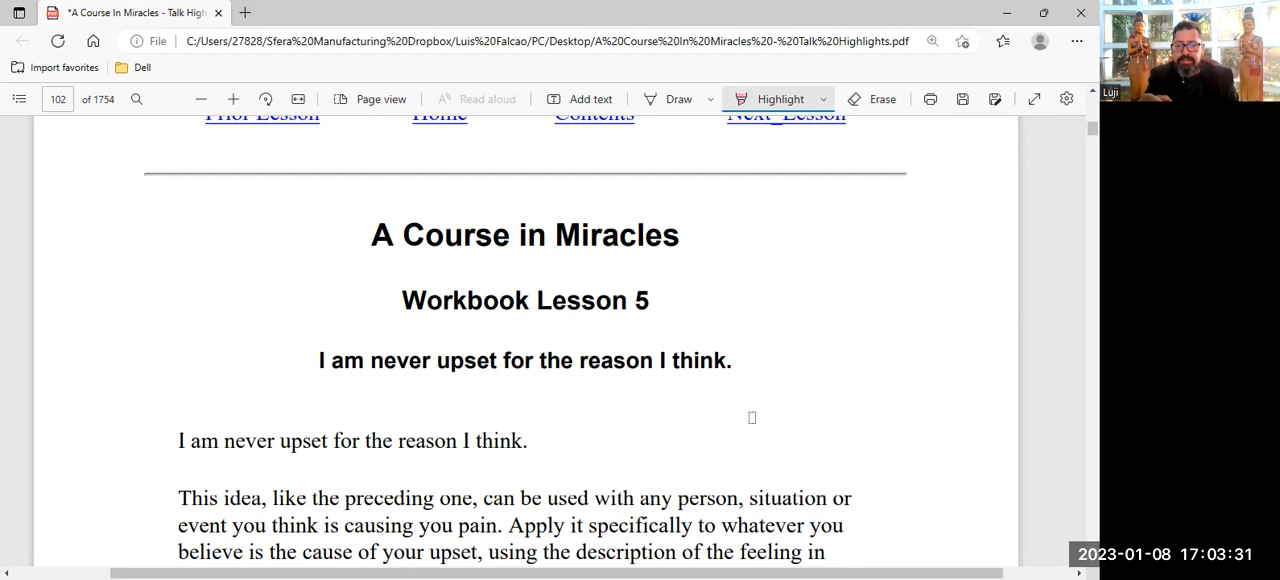 *A Course In Miracles - Talk High
File
C:/Users/27828/Sfera%20Manufacturing%20Dropbox/Luis%20Falcao/PC/Desktop/A%20Course%20In%20Miracles%20-%20Talk%20Highlights.pdf
Import favorites
Dell
Luji
102 of 1754
Page view
Read aloud
Add text
Draw
Highlight
Erase
Prior Lesson Home Contents Next_Lesson
A Course in Miracles
Workbook Lesson 5
I am never upset for the reason I think.
I am never upset for the reason I think.
This idea, like the preceding one, can be used with any person, situation or
event you think is causing you pain. Apply it specifically to whatever you
believe is the cause of your upset, using the description of the feeling in
2023-01-08 17:03:31